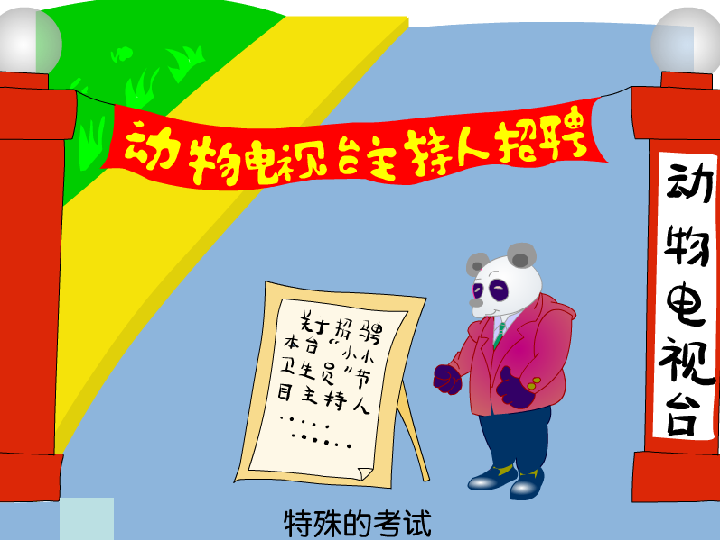 动物电视台主持人招聘
动物电视台
关于招聘
本台“小小
卫生员”节
目主持人
.....
......
特殊的考试